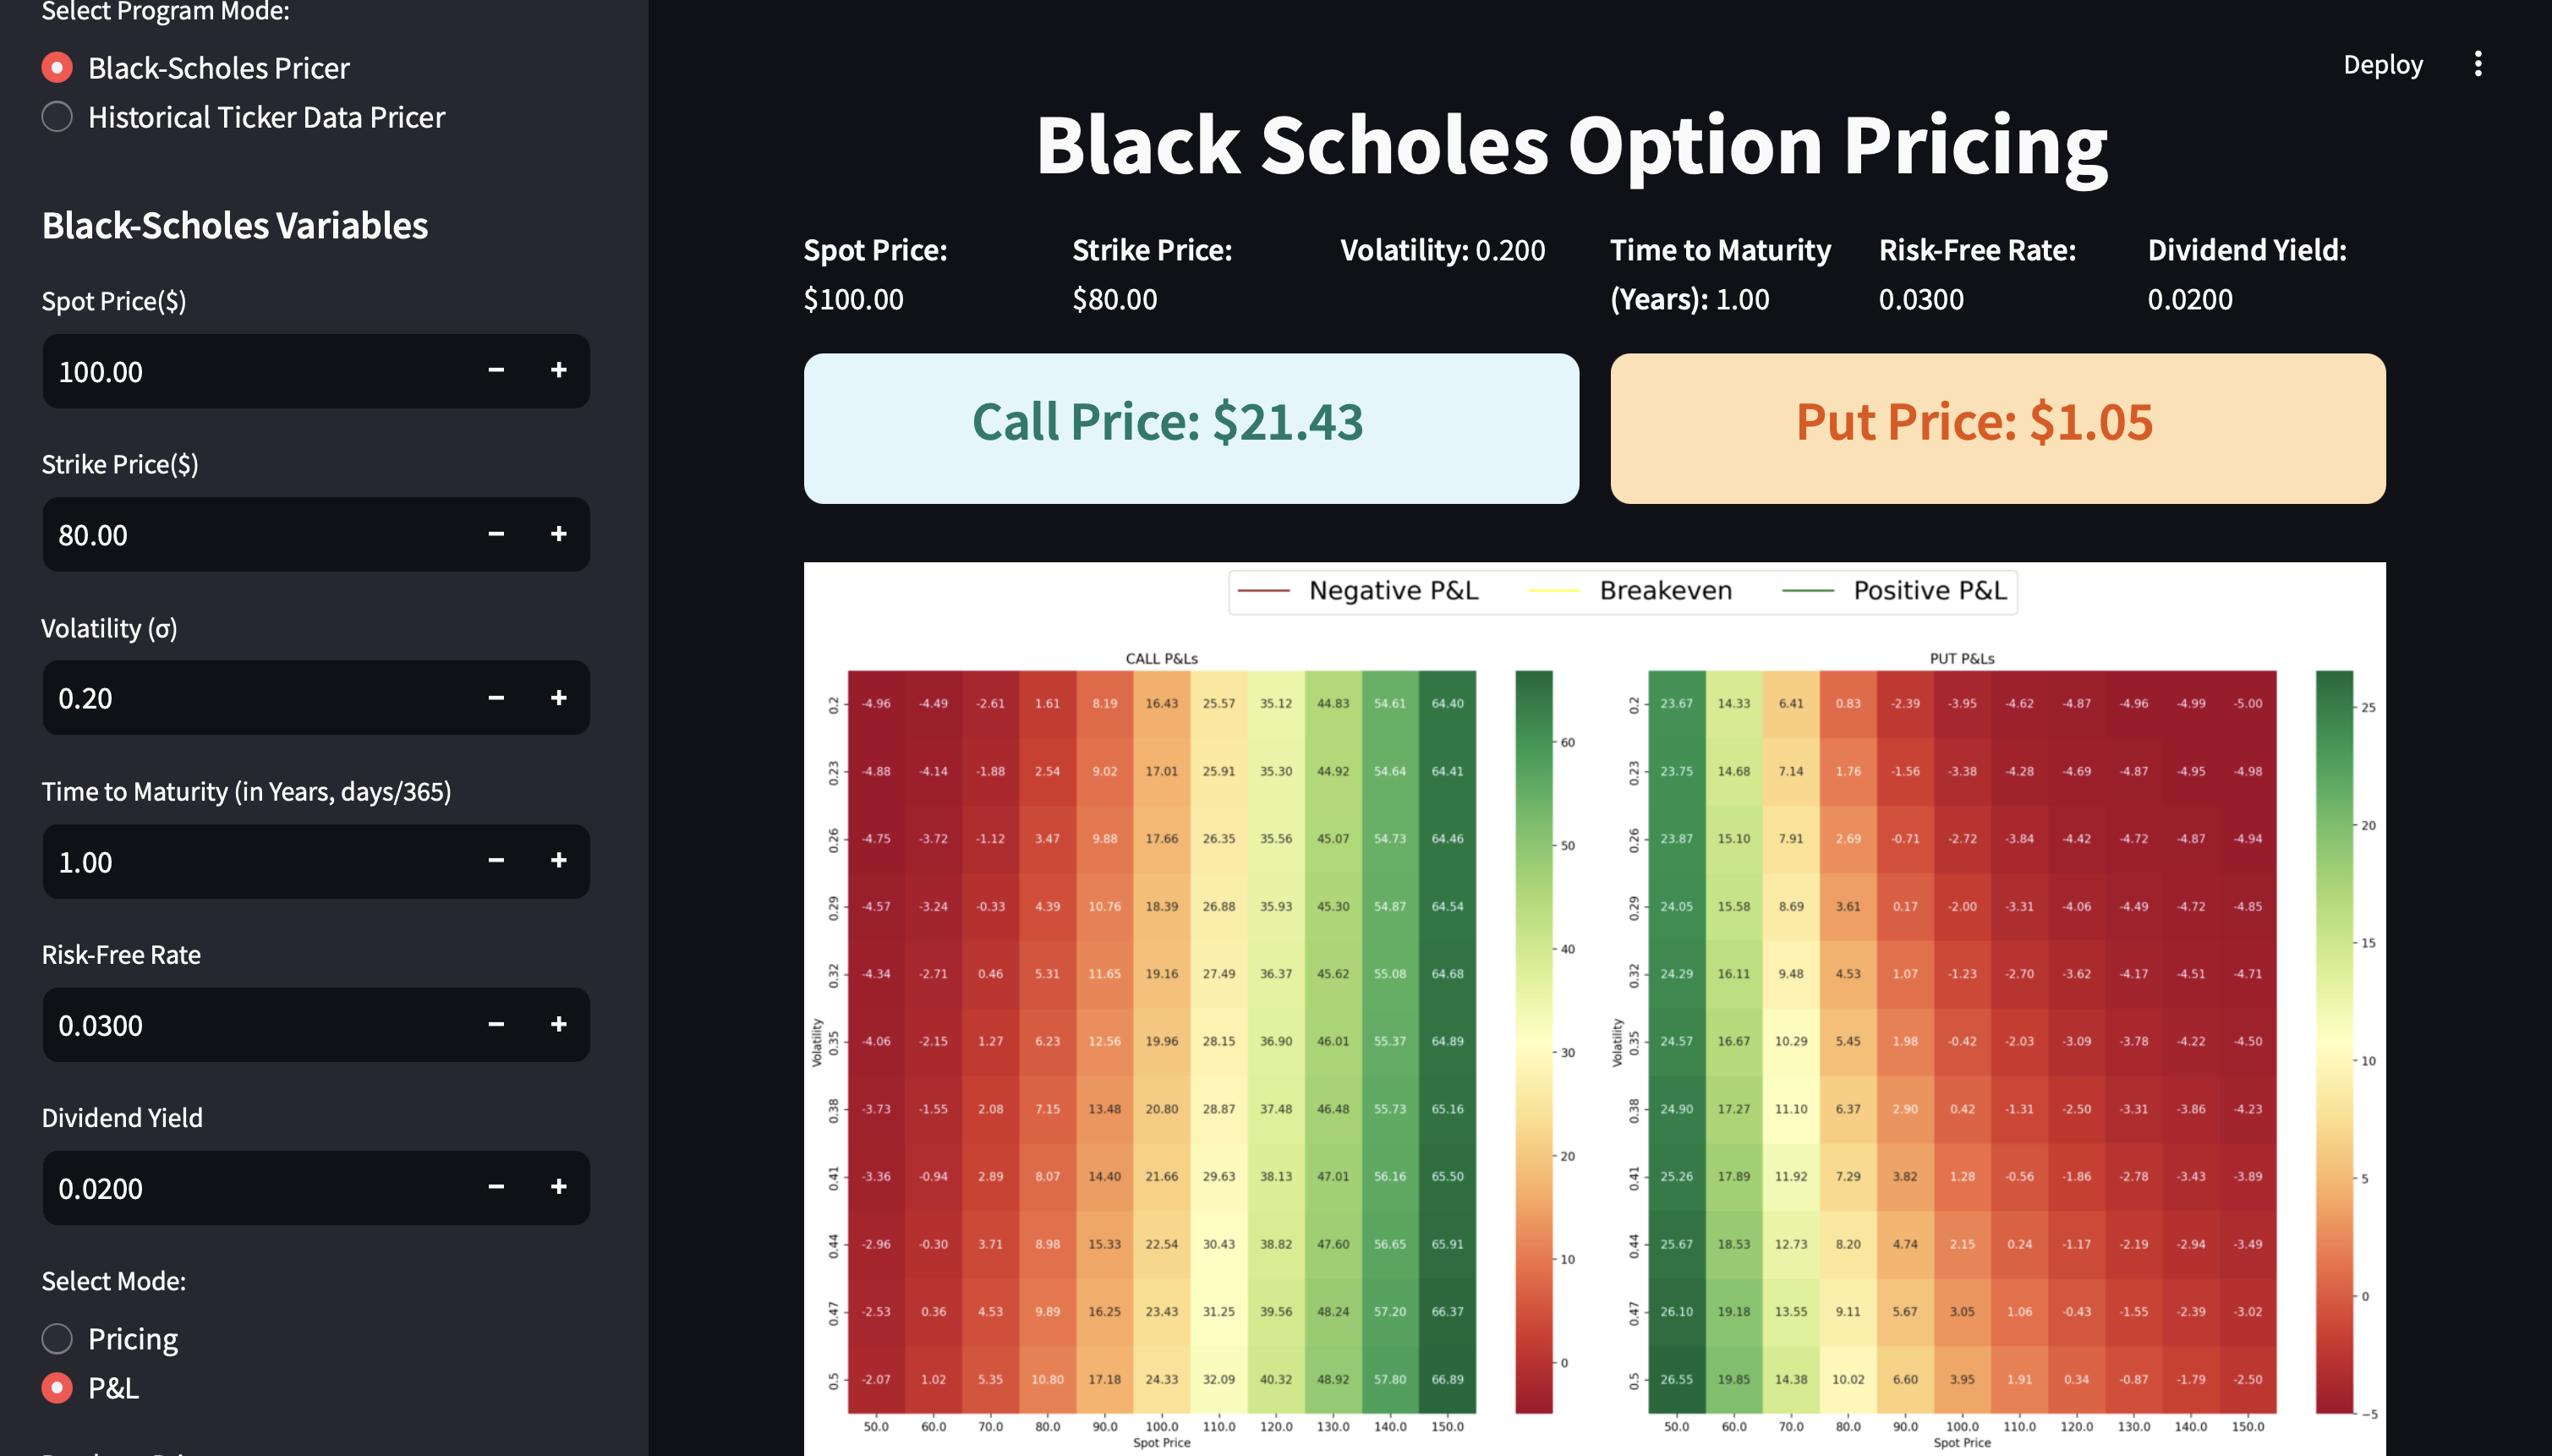 Select Program Mode:
Black-Scholes Pricer
Historical Ticker Data Pricer
Black-Scholes Variables
Spot Price($)
100.00
Strike Price($)
80.00
Volatility (σ)
0.20
Time to Maturity (in Years, days/365)
1.00
Risk-Free Rate
0.0300
Dividend Yield
0.0200
Select Mode:
Pricing
P&L
Deploy
Black Scholes Option Pricing
Spot Price: $100.00
Strike Price: $80.00
Volatility: 0.200
Time to Maturity (Years): 1.00
Risk-Free Rate: 0.0300
Dividend Yield: 0.0200
Call Price: $21.43
Put Price: $1.05
Negative P&L Breakeven Positive P&L
CALL P&Ls
Volatility
0.2 -4.96 -4.49 -2.61 1.61 8.19 16.43 25.57 35.12 44.83 54.61 64.40
0.23 -4.88 -4.14 -1.88 2.54 9.02 17.01 25.91 35.30 44.92 54.64 64.41
0.26 -4.75 -3.72 -1.12 3.47 9.88 17.66 26.35 35.56 45.07 54.73 64.46
0.29 -4.57 -3.24 -0.33 4.39 10.76 18.39 26.88 35.93 45.30 54.87 64.54
0.32 -4.34 -2.71 0.46 5.31 11.65 19.16 27.49 36.37 45.62 55.08 64.68
0.35 -4.06 -2.15 1.27 6.23 12.56 19.96 28.15 36.90 46.01 55.37 64.89
0.38 -3.73 -1.55 2.08 7.15 13.48 20.80 28.87 37.48 46.48 55.73 65.16
0.41 -3.36 -0.94 2.89 8.07 14.40 21.66 29.63 38.13 47.01 56.16 65.50
0.44 -2.96 -0.30 3.71 8.98 15.33 22.54 30.43 38.82 47.60 56.65 65.91
0.47 -2.53 0.36 4.53 9.89 16.25 23.43 31.25 39.56 48.24 57.20 66.37
0.5 -2.07 1.02 5.35 10.80 17.18 24.33 32.09 40.32 48.92 57.80 66.89
50.0 60.0 70.0 80.0 90.0 100.0 110.0 120.0 130.0 140.0 150.0
Spot Price
60
50
40
30
20
10
0
PUT P&Ls
Volatility
0.2 23.67 14.33 6.41 0.83 -2.39 -3.95 -4.62 -4.87 -4.96 -4.99 -5.00
0.23 23.75 14.68 7.14 1.76 -1.56 -3.38 -4.28 -4.69 -4.87 -4.95 -4.98
0.26 23.87 15.10 7.91 2.69 -0.71 -2.72 -3.84 -4.42 -4.72 -4.87 -4.94
0.29 24.05 15.58 8.69 3.61 0.17 -2.00 -3.31 -4.06 -4.49 -4.72 -4.85
0.32 24.29 16.11 9.48 4.53 1.07 -1.23 -2.70 -3.62 -4.17 -4.51 -4.71
0.35 24.57 16.67 10.29 5.45 1.98 -0.42 -2.03 -3.09 -3.78 -4.22 -4.50
0.38 24.90 17.27 11.10 6.37 2.90 0.42 -1.31 -2.50 -3.31 -3.86 -4.23
0.41 25.26 17.89 11.92 7.29 3.82 1.28 -0.56 -1.86 -2.78 -3.43 -3.89
0.44 25.67 18.53 12.73 8.20 4.74 2.15 0.24 -1.17 -2.19 -2.94 -3.49
0.47 26.10 19.18 13.55 9.11 5.67 3.05 1.06 -0.43 -1.55 -2.39 -3.02
0.5 26.55 19.85 14.38 10.02 6.60 3.95 1.91 0.34 -0.87 -1.79 -2.50
50.0 60.0 70.0 80.0 90.0 100.0 110.0 120.0 130.0 140.0 150.0
Spot Price
25
20
15
10
5
0
−5